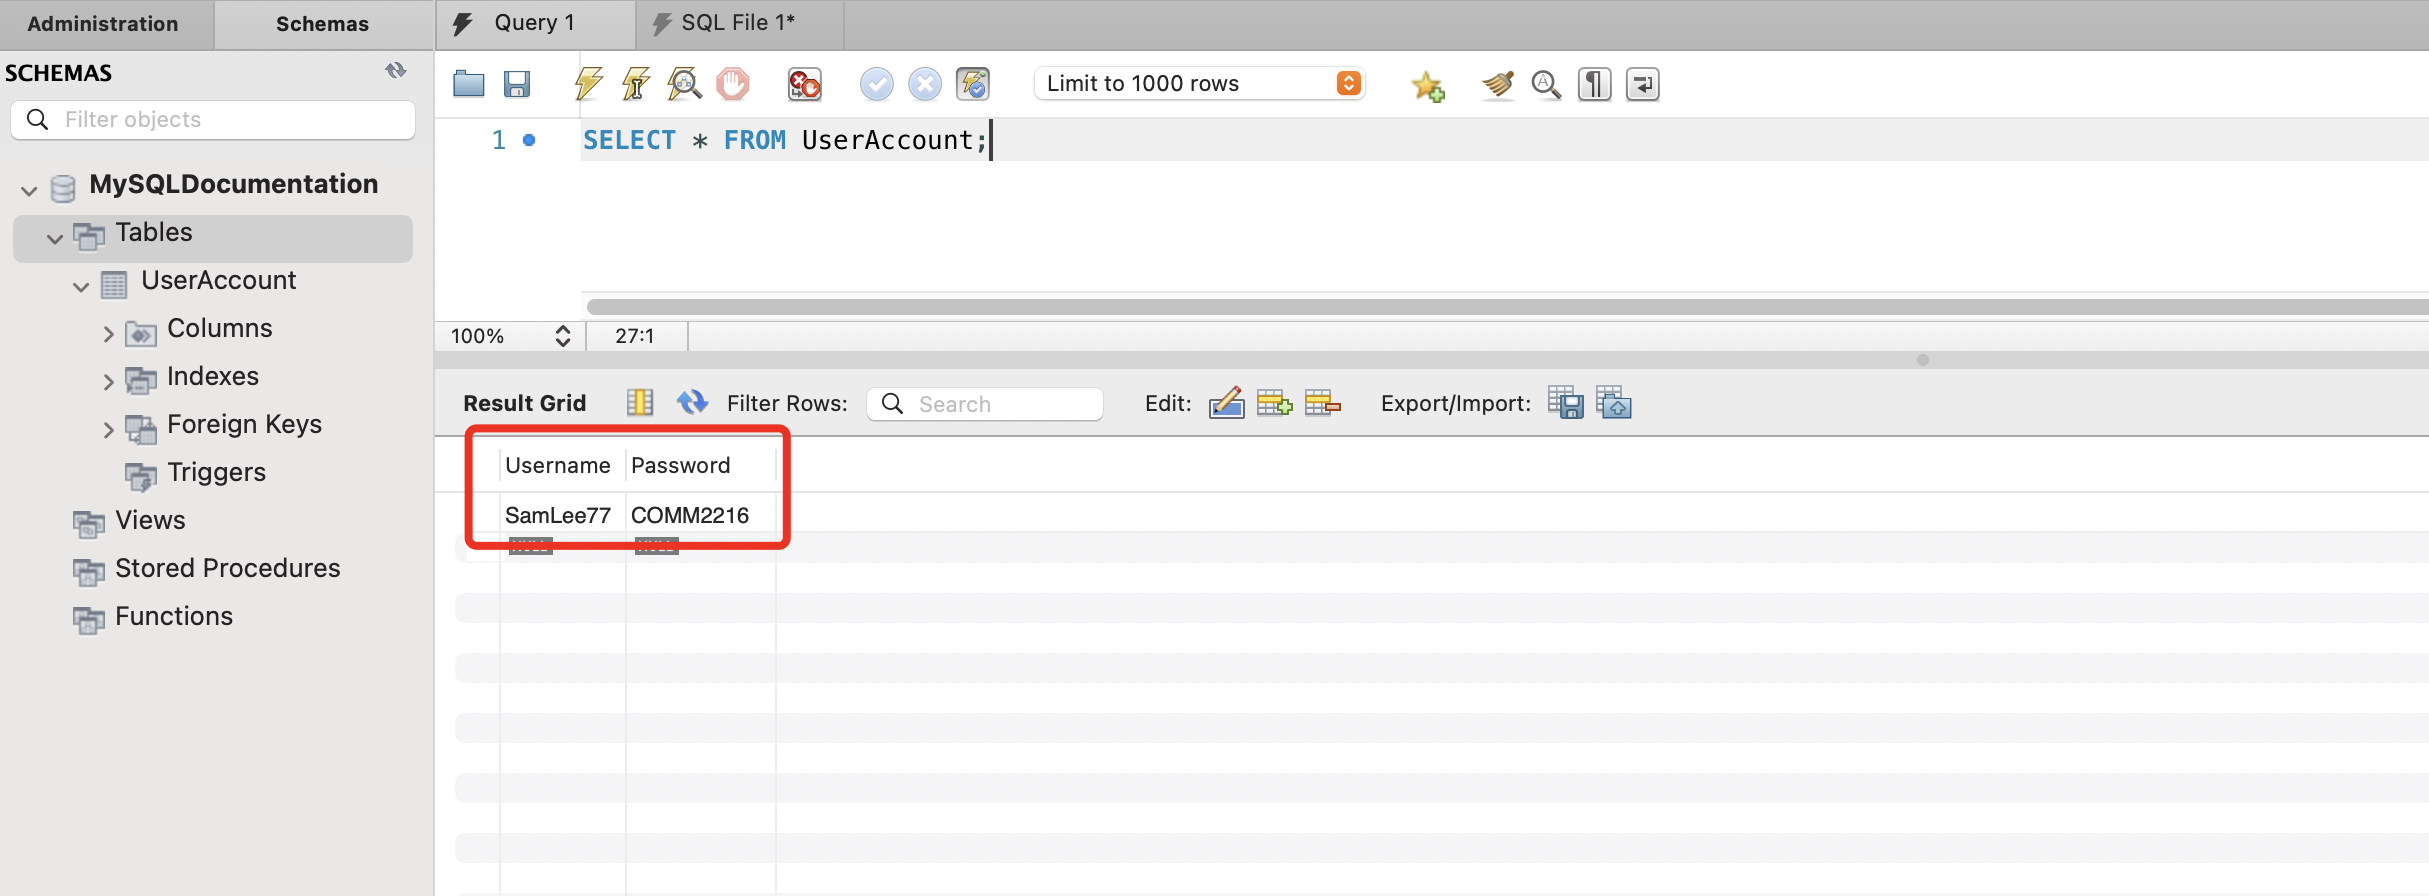 Administration
Schemas
Query 1
SQL File 1*
SCHEMAS
Filter objects
MySQLDocumentation
Tables
UserAccount
Columns
Indexes
Foreign Keys
Triggers
Views
Stored Procedures
Functions
Limit to 1000 rows
1
SELECT * FROM UserAccount;
100%
27:1
Result Grid
Filter Rows:
Search
Edit:
Export/Import:
Username Password
SamLee77 COMM2216